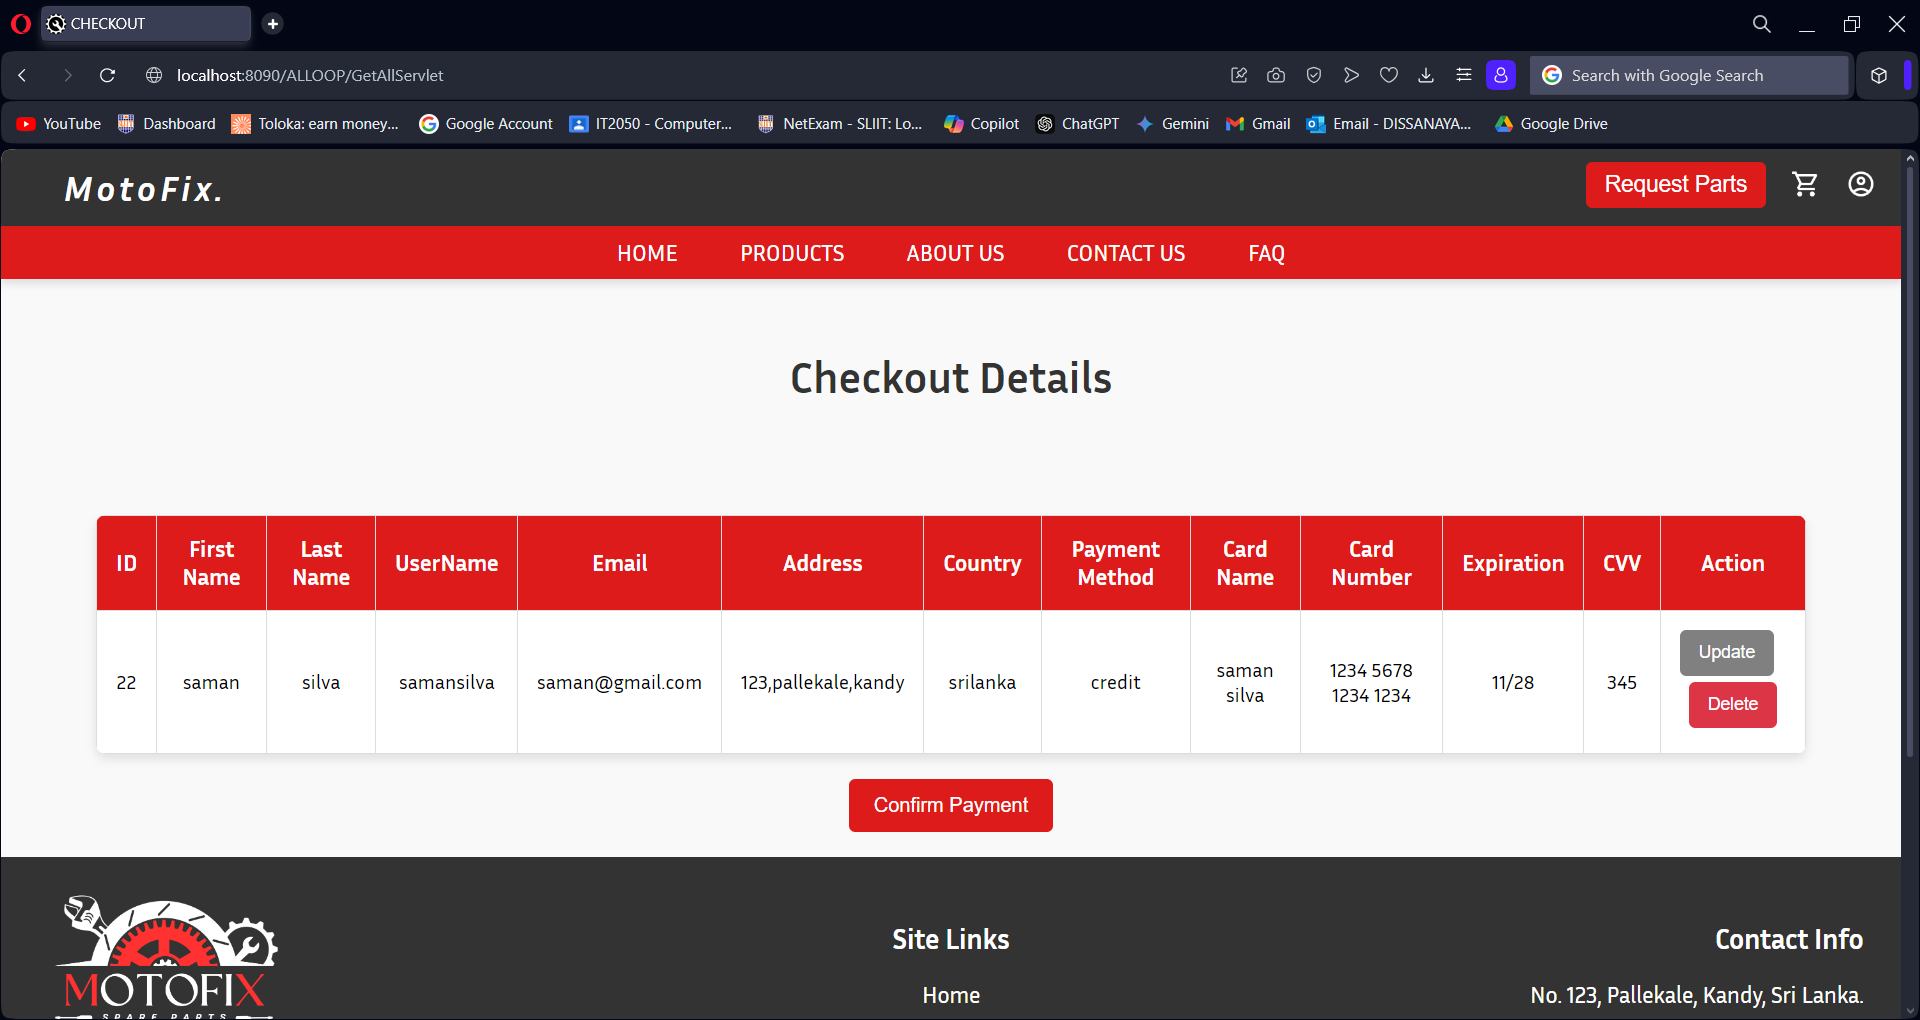 CHECKOUT
localhost:8090/ALLOOP/GetAllServlet
Search with Google Search
YouTube Dashboard Toloka: earn money... Google Account IT2050 - Computer... NetExam - SLIIT: Lo... Copilot ChatGPT Gemini Gmail Email - DISSANAYA... Google Drive
MotoFix.
Request Parts
HOME PRODUCTS ABOUT US CONTACT US FAQ
Checkout Details
ID First Name Last Name UserName Email Address Country Payment Method Card Name Card Number Expiration CVV Action
22 saman silva samansilva saman@gmail.com 123,pallekale,kandy srilanka credit saman silva 1234 5678 1234 1234 11/28 345 Update
Delete
Confirm Payment
MOTOFIX
SPARE PARTS
Site Links
Home
Contact Info
No. 123, Pallekale, Kandy, Sri Lanka.